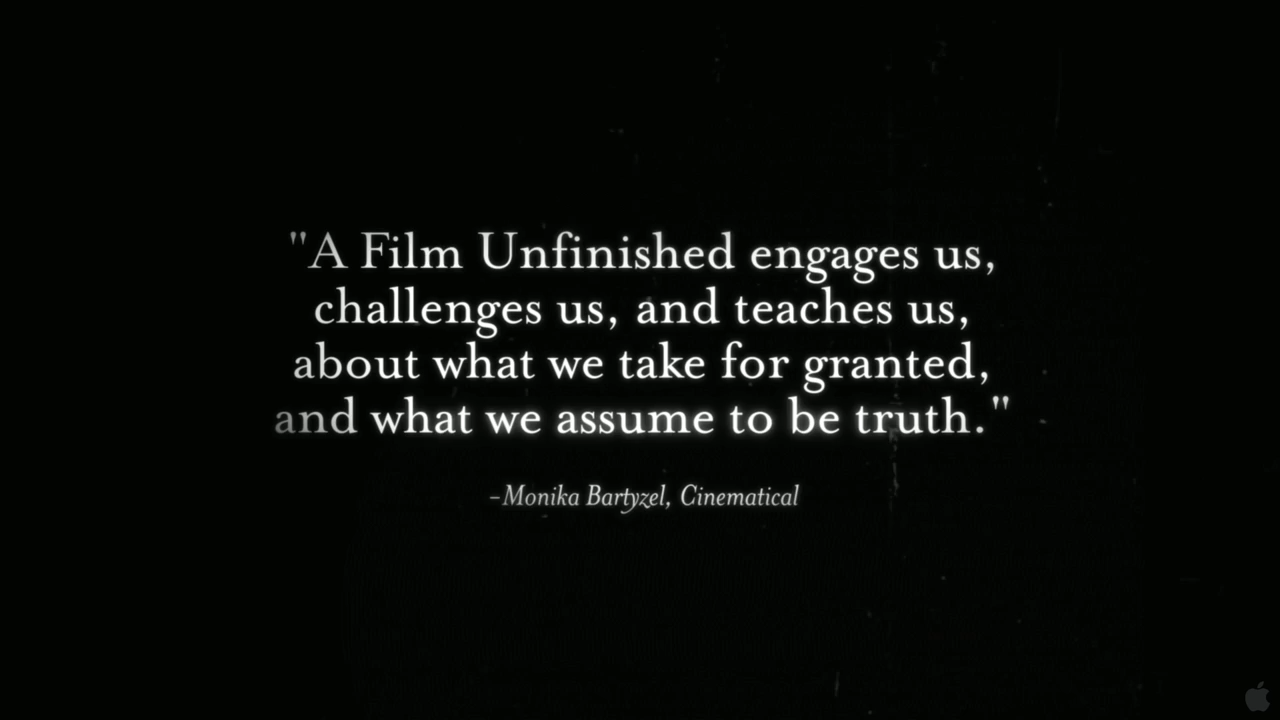 "A Film Unfinished engages us,
challenges us, and teaches us,
about what we take for granted,
and what we assume to be truth."
–Monika Bartyzel, Cinematical